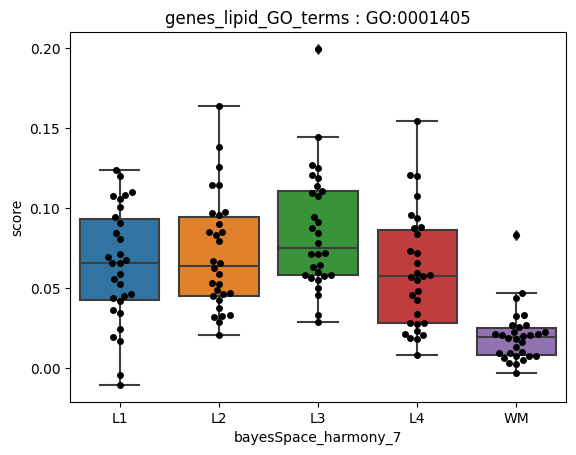 genes_lipid_GO_terms : GO:0001405
score
0.20
0.15
0.10
0.05
0.00
L1 L2 L3 L4 WM
bayesSpace_harmony_7